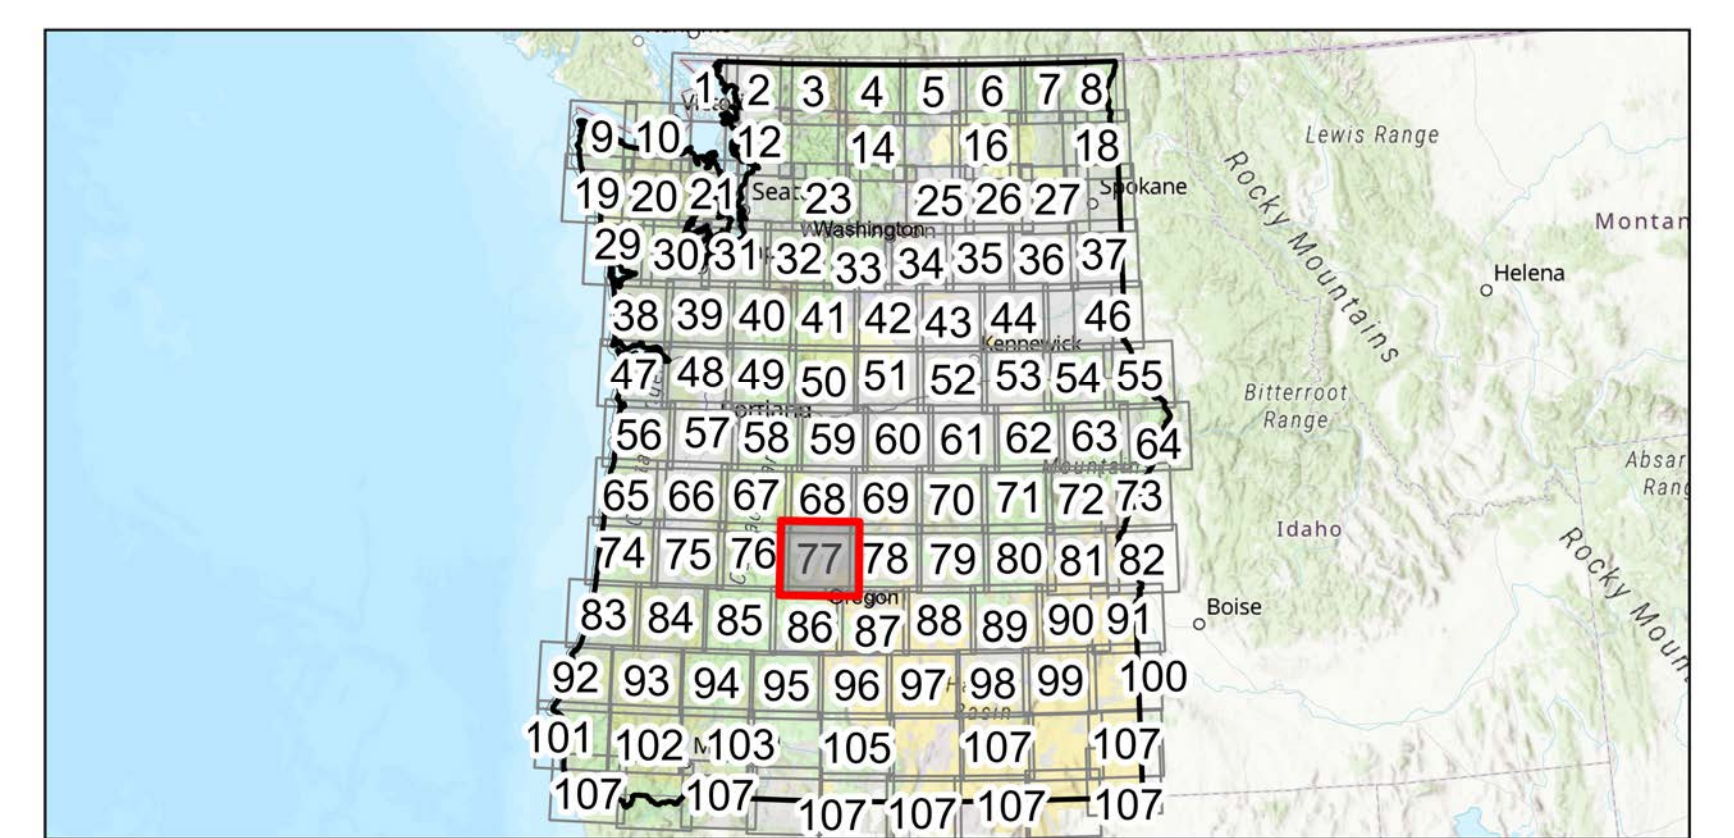 1 2 3 4 5 6 7 8
Lewis Range
9 10 12 14 16 18
Rocky Mountains
19 20 21 23 25 26 27 Spokane
Montan
Washington
29 30 31 32 33 34 35 36 37
Helena
38 39 40 41 42 43 44 46
Kennewick
47 48 49 50 51 52 53 54 55
Bitterroot
Range
Portland
56 57 58 59 60 61 62 63 64
Mountain
Absar
Rang
65 66 67 68 69 70 71 72 73
Idaho
74 75 76 77 78 79 80 81 82
Rocky Moun
Oregon
Boise
83 84 85 86 87 88 89 90 91
92 93 94 95 96 97 98 99 100
Basin
101 102 103 105 107 107
107 107 107 107 107 107